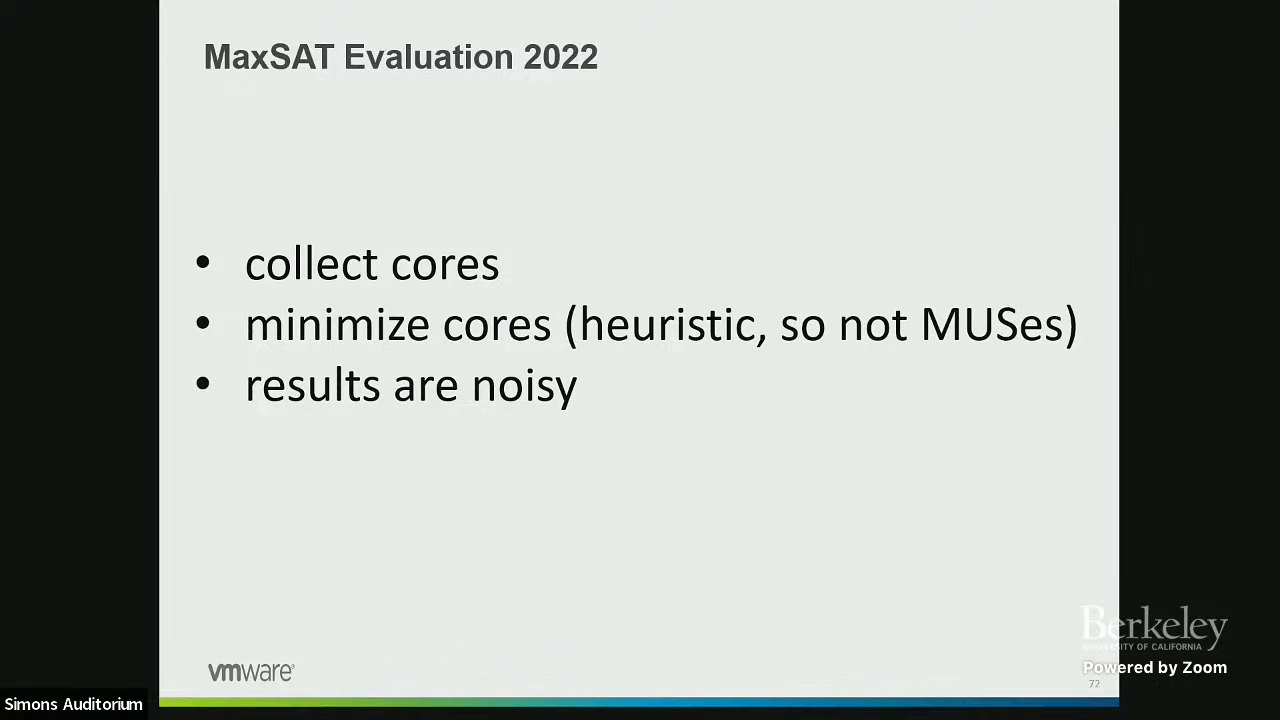 MaxSAT Evaluation 2022
• collect cores
• minimize cores (heuristic, so not MUSes)
• results are noisy
Berkeley
UNIVERSITY OF CALIFORNIA
Powered by Zoom
vmware
72
Simons Auditorium